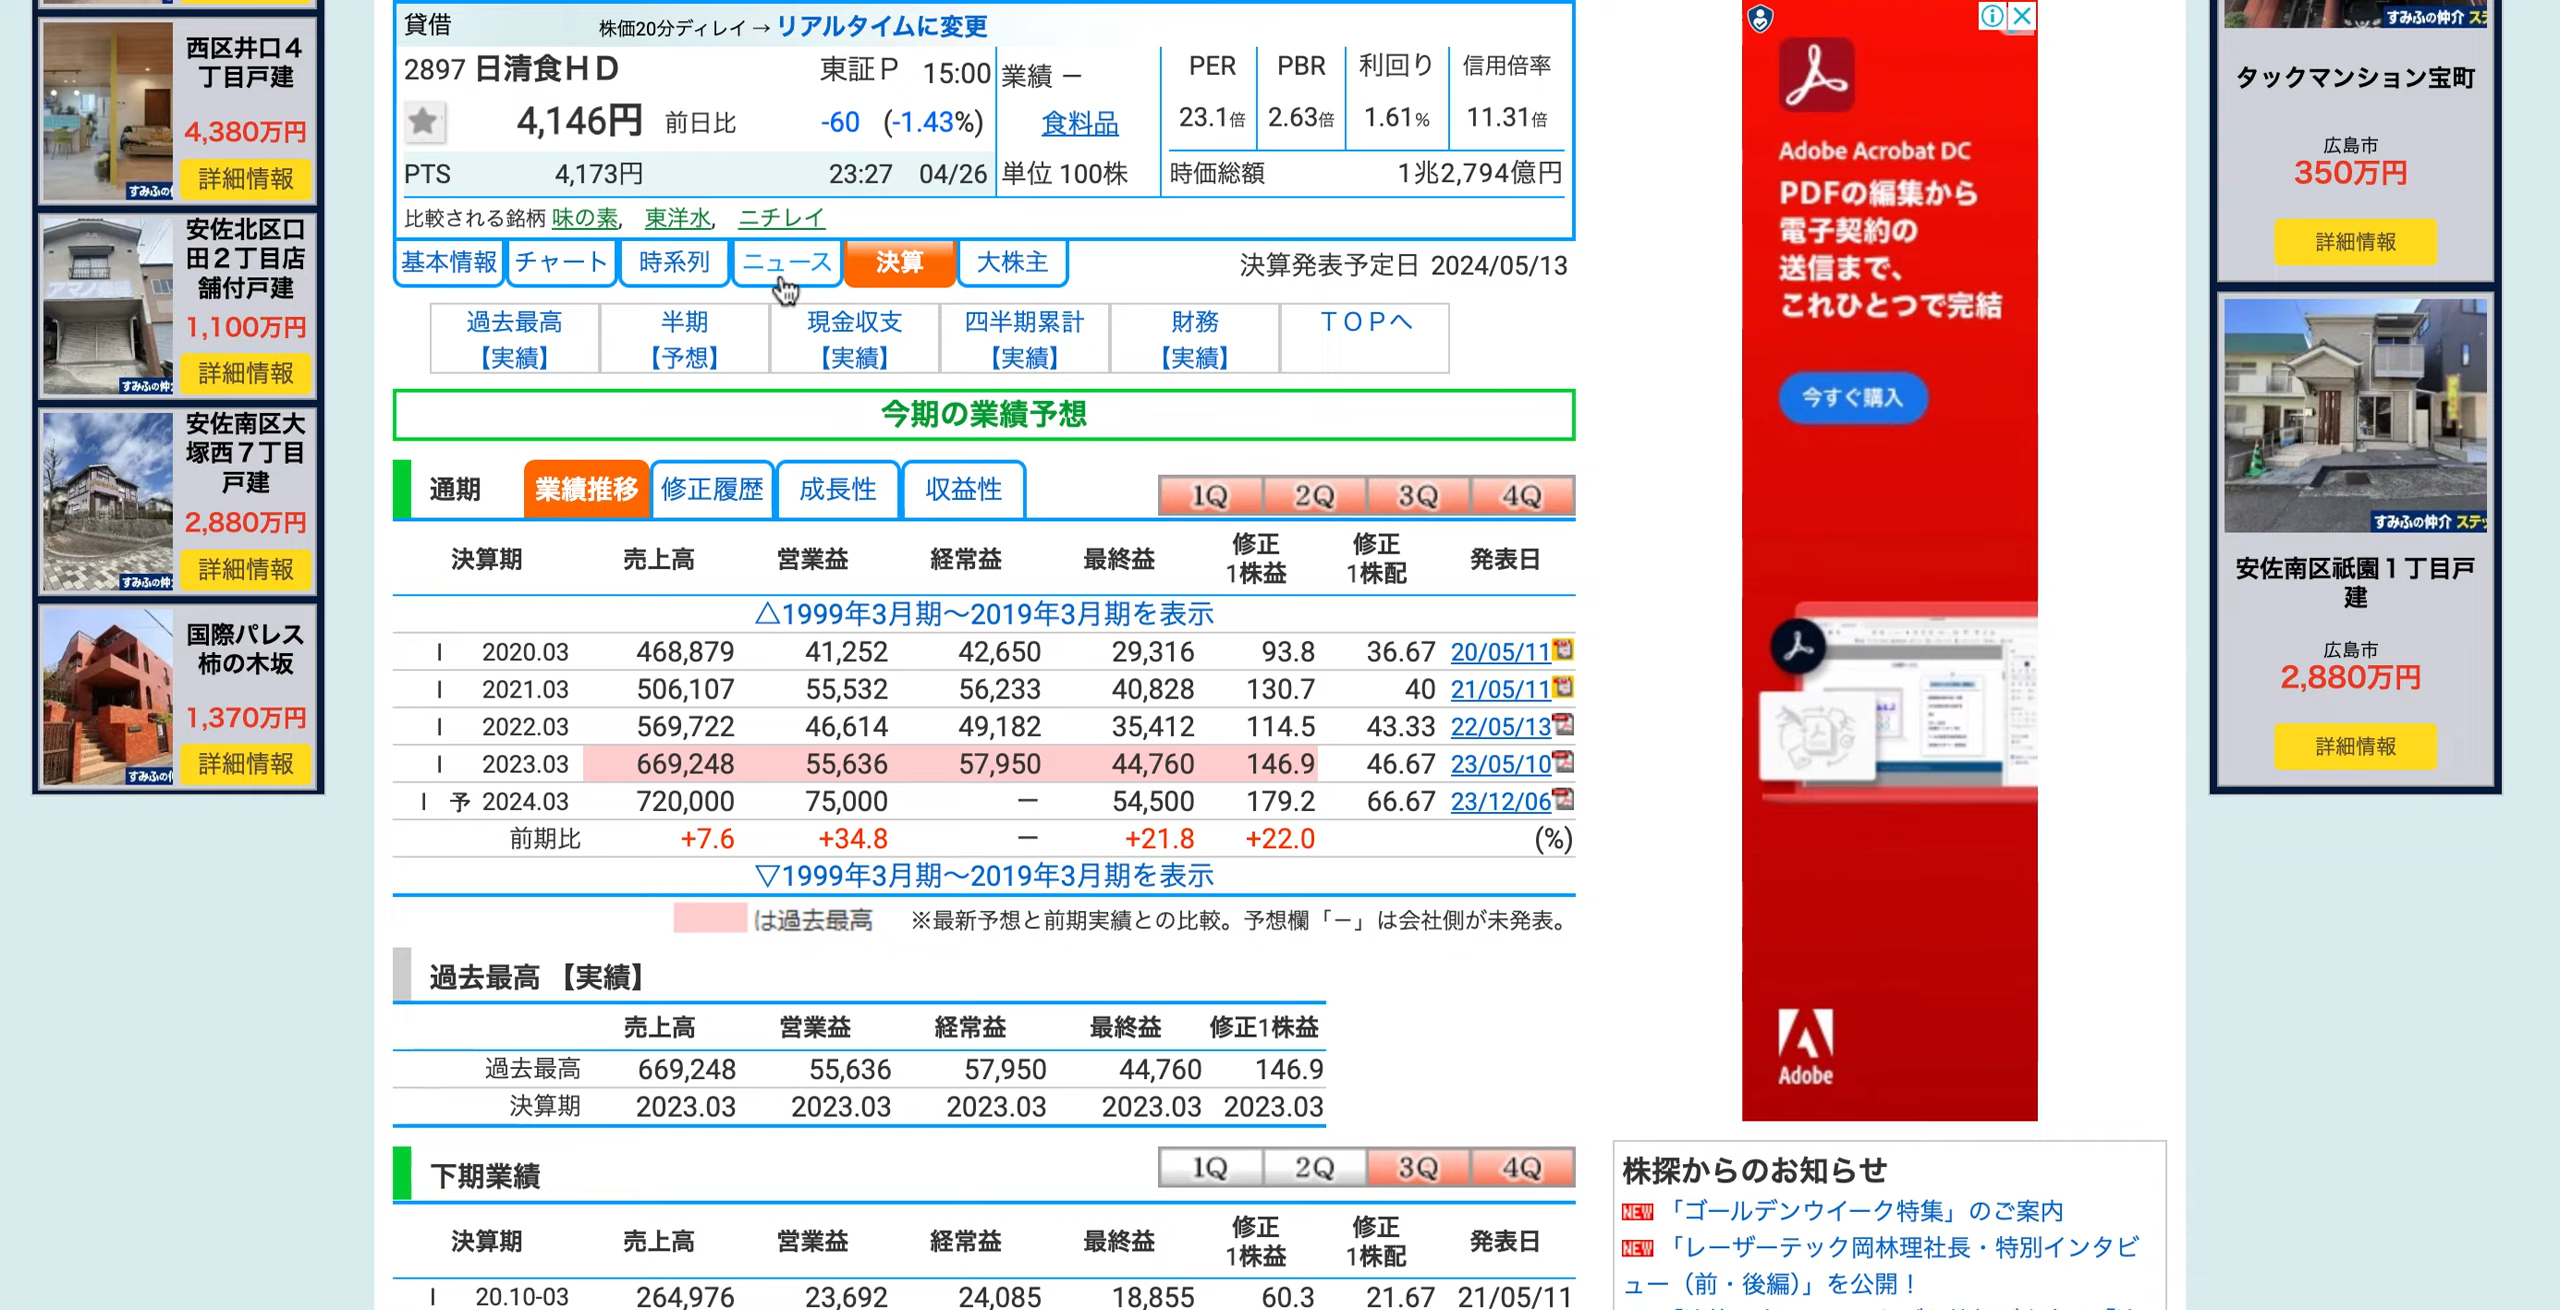 西区井口４
丁目戸建
4,380万円
詳細情報
すみふの
安佐北区口
田２丁目店
舗付戸建
1,100万円
詳細情報
すみふの仲
安佐南区大
塚西７丁目
戸建
2,880万円
詳細情報
すみふの仲
国際パレス
柿の木坂
1,370万円
詳細情報
すみふの
貸借
株価20分ディレイ → リアルタイムに変更
2897 日清食ＨＤ
東証Ｐ 15:00
業績 －
4,146円 前日比 -60 (-1.43%)
食料品
PTS 4,173円 23:27 04/26
単位 100株
PER PBR 利回り 信用倍率
23.1倍 2.63倍 1.61% 11.31倍
時価総額 1兆2,794億円
比較される銘柄 味の素, 東洋水, ニチレイ
基本情報 チャート 時系列 ニュース 決算 大株主
決算発表予定日 2024/05/13
過去最高 半期 現金収支 四半期累計 財務 ＴＯＰへ
【実績】 【予想】 【実績】 【実績】 【実績】
今期の業績予想
通期 業績推移 修正履歴 成長性 収益性 1Q 2Q 3Q 4Q
決算期 売上高 営業益 経常益 最終益 修正 修正 発表日
1株益 1株配
△1999年3月期～2019年3月期を表示
I 2020.03 468,879 41,252 42,650 29,316 93.8 36.67 20/05/11
I 2021.03 506,107 55,532 56,233 40,828 130.7 40 21/05/11
I 2022.03 569,722 46,614 49,182 35,412 114.5 43.33 22/05/13
I 2023.03 669,248 55,636 57,950 44,760 146.9 46.67 23/05/10
I 予 2024.03 720,000 75,000 － 54,500 179.2 66.67 23/12/06
前期比 +7.6 +34.8 － +21.8 +22.0 (%)
▽1999年3月期～2019年3月期を表示
は過去最高 ※最新予想と前期実績との比較。予想欄「－」は会社側が未発表。
過去最高 【実績】
売上高 営業益 経常益 最終益 修正1株益
過去最高 669,248 55,636 57,950 44,760 146.9
決算期 2023.03 2023.03 2023.03 2023.03 2023.03
下期業績 1Q 2Q 3Q 4Q
決算期 売上高 営業益 経常益 最終益 修正 修正 発表日
1株益 1株配
I 20.10-03 264,976 23,692 24,085 18,855 60.3 21.67 21/05/11
Adobe Acrobat DC
PDFの編集から
電子契約の
送信まで、
これひとつで完結
今すぐ購入
Adobe
株探からのお知らせ
NEW 「ゴールデンウイーク特集」のご案内
NEW 「レーザーテック岡林理社長・特別インタビ
ュー（前・後編）」を公開！
すみふの仲介 ステ
タックマンション宝町
広島市
350万円
詳細情報
すみふの仲介 ステッ
安佐南区祇園１丁目戸
建
広島市
2,880万円
詳細情報